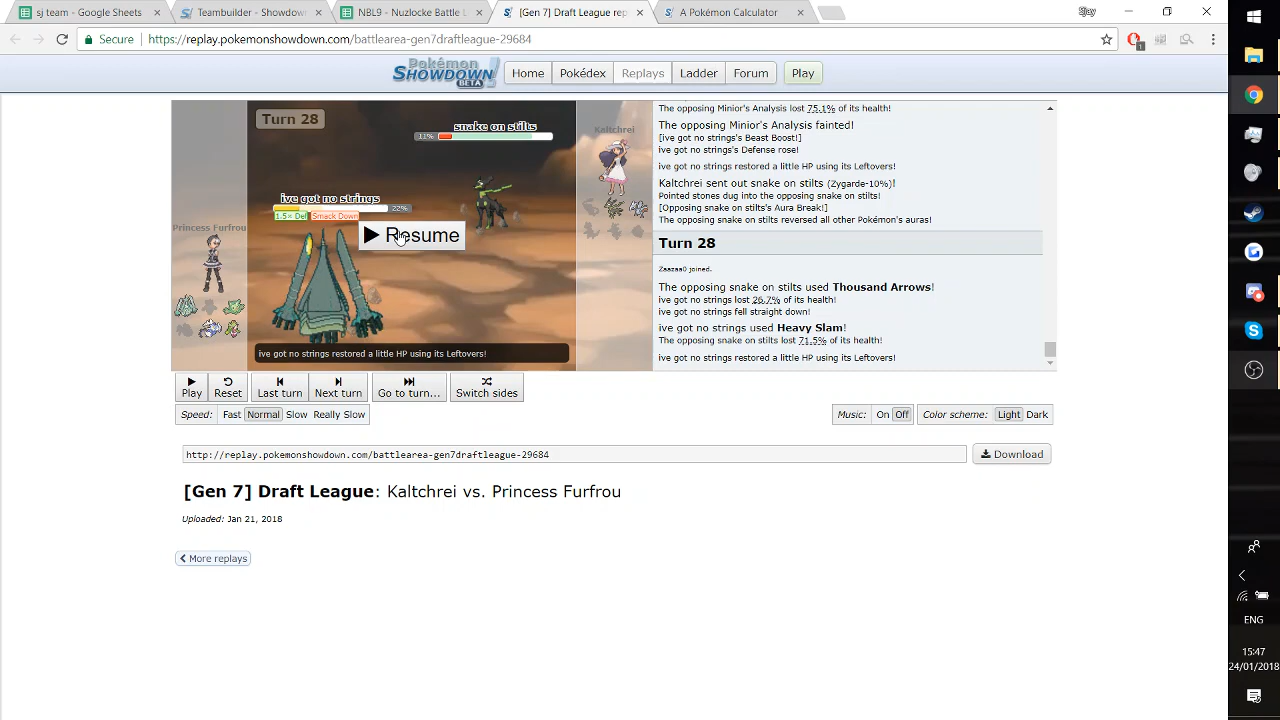 sj team - Google Sheets
Teambuilder - Showdow
NBL9 - Nuzlocke Battle L
[Gen 7] Draft League rep
A Pokémon Calculator
Secure
https://replay.pokemonshowdown.com/battlearea-gen7draftleague-29684
1
Pokémon
SHOWDOWN
BETA
Home
Pokédex
Replays
Ladder
Forum
Play
Turn 28
snake on stilts
11%
ive got no strings
22%
1.5× Def
Smack Down
Princess Furfrou
Kaltchrei
Resume
ive got no strings restored a little HP using its Leftovers!
The opposing Minior's Analysis lost 75.1% of its health!
The opposing Minior's Analysis fainted!
[ive got no strings's Beast Boost!]
ive got no strings's Defense rose!
ive got no strings restored a little HP using its Leftovers!
Kaltchrei sent out snake on stilts (Zygarde-10%)!
Pointed stones dug into the opposing snake on stilts!
[Opposing snake on stilts's Aura Break!]
The opposing snake on stilts reversed all other Pokémon's auras!
Turn 28
Zaazaa0 joined.
The opposing snake on stilts used Thousand Arrows!
ive got no strings lost 26.7% of its health!
ive got no strings fell straight down!
ive got no strings used Heavy Slam!
The opposing snake on stilts lost 71.5% of its health!
ive got no strings restored a little HP using its Leftovers!
Play
Reset
Last turn
Next turn
Go to turn...
Switch sides
Speed: Fast Normal Slow Really Slow
Music: On Off
Color scheme: Light Dark
http://replay.pokemonshowdown.com/battlearea-gen7draftleague-29684
Download
[Gen 7] Draft League: Kaltchrei vs. Princess Furfrou
Uploaded: Jan 21, 2018
More replays
ENG
15:47
24/01/2018